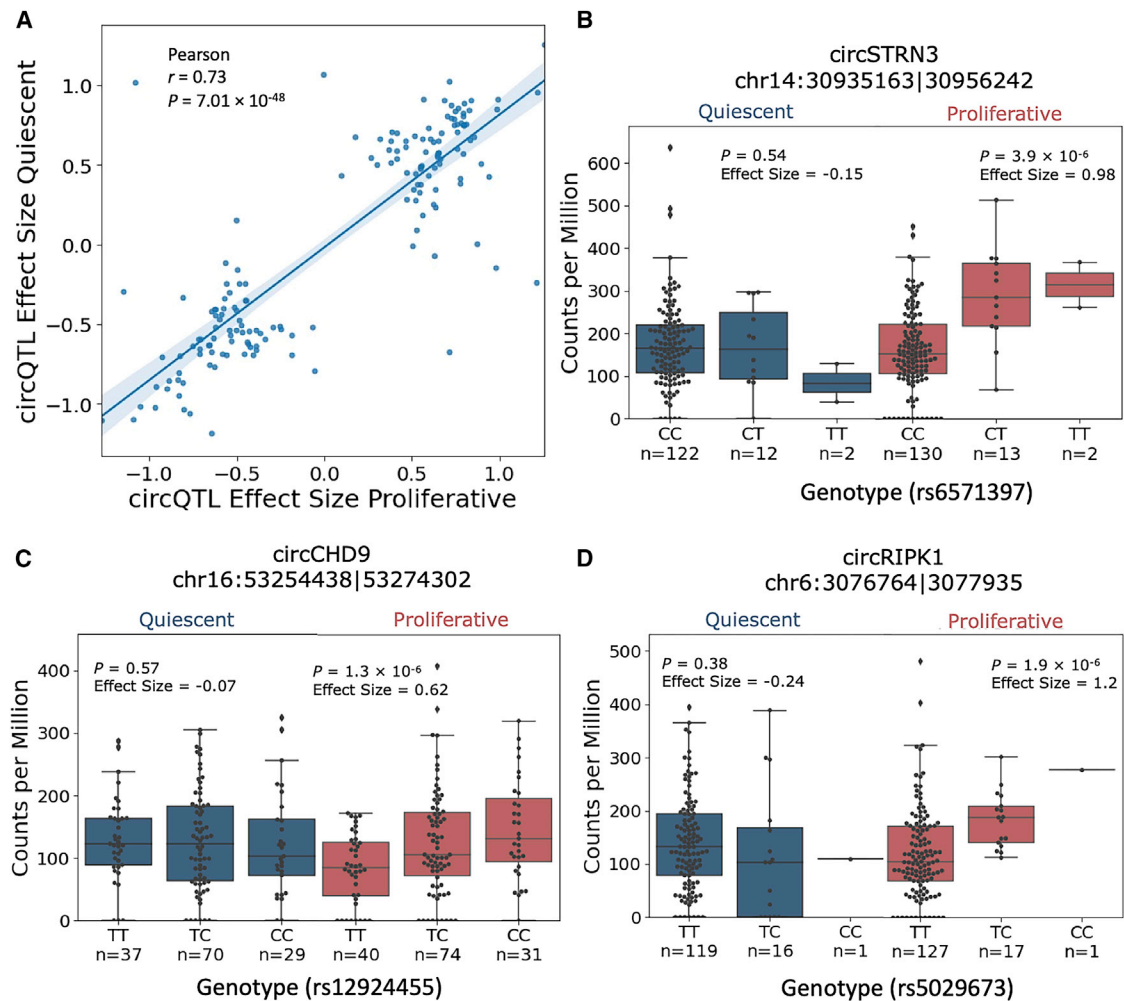 A
Pearson
r = 0.73
P = 7.01 × 10-48
circQTL Effect Size Quiescent
1.0
0.5
0.0
−0.5
−1.0
−1.0
−0.5
0.0
0.5
1.0
circQTL Effect Size Proliferative
B
circSTRN3
chr14:30935163|30956242
Quiescent
Proliferative
P = 0.54
Effect Size = -0.15
P = 3.9 × 10-6
Effect Size = 0.98
Counts per Million
600
500
400
300
200
100
0
CC CT TT CC CT TT
n=122 n=12 n=2 n=130 n=13 n=2
Genotype (rs6571397)
C
circCHD9
chr16:53254438|53274302
Quiescent
Proliferative
P = 0.57
Effect Size = -0.07
P = 1.3 × 10-6
Effect Size = 0.62
Counts per Million
400
300
200
100
0
TT TC CC TT TC CC
n=37 n=70 n=29 n=40 n=74 n=31
Genotype (rs12924455)
D
circRIPK1
chr6:3076764|3077935
Quiescent
Proliferative
P = 0.38
Effect Size = -0.24
P = 1.9 × 10-6
Effect Size = 1.2
Counts per Million
500
400
300
200
100
0
TT TC CC TT TC CC
n=119 n=16 n=1 n=127 n=17 n=1
Genotype (rs5029673)